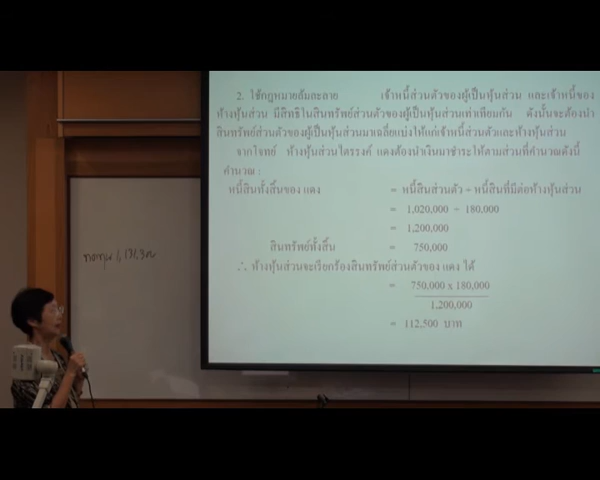 2. ใช้กฎหมายล้มละลาย เจ้าหนี้ส่วนตัวของผู้เป็นหุ้นส่วน และเจ้าหนี้ของ
ห้างหุ้นส่วน มีสิทธิในสินทรัพย์ส่วนตัวของผู้เป็นหุ้นส่วนเท่าเทียมกัน ดังนั้นจะต้องนำ
สินทรัพย์ส่วนตัวของผู้เป็นหุ้นส่วนมาเฉลี่ยแบ่งให้แก่เจ้าหนี้ส่วนตัวและห้างหุ้นส่วน
จากโจทย์ ห้างหุ้นส่วนไตรรงค์ แดงต้องนำเงินมาชำระให้ตามส่วนที่คำนวณดังนี้
คำนวณ :
หนี้สินทั้งสิ้นของ แดง = หนี้สินส่วนตัว + หนี้สินที่มีต่อห้างหุ้นส่วน
= 1,020,000 + 180,000
= 1,200,000
สินทรัพย์ทั้งสิ้น = 750,000
∴ ห้างหุ้นส่วนจะเรียกร้องสินทรัพย์ส่วนตัวของ แดง ได้
= 750,000 x 180,000
1,200,000
= 112,500 บาท